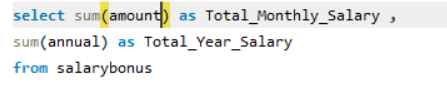 select sum(amount) as Total_Monthly_Salary ,
sum(annual) as Total_Year_Salary
from salarybonus